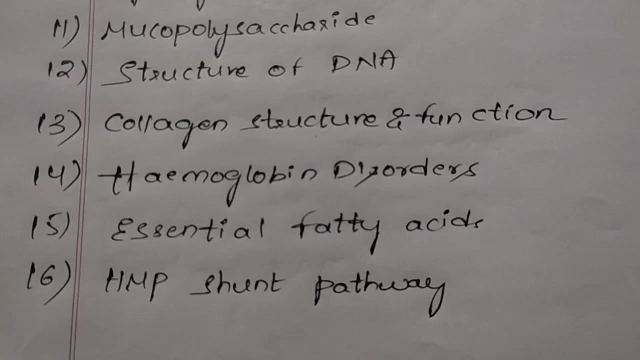 11) Mucopolysaccharide
12) Structure of DNA
13) Collagen structure & function
14) Haemoglobin Disorders
15) Essential fatty acids
16) HMP shunt pathway